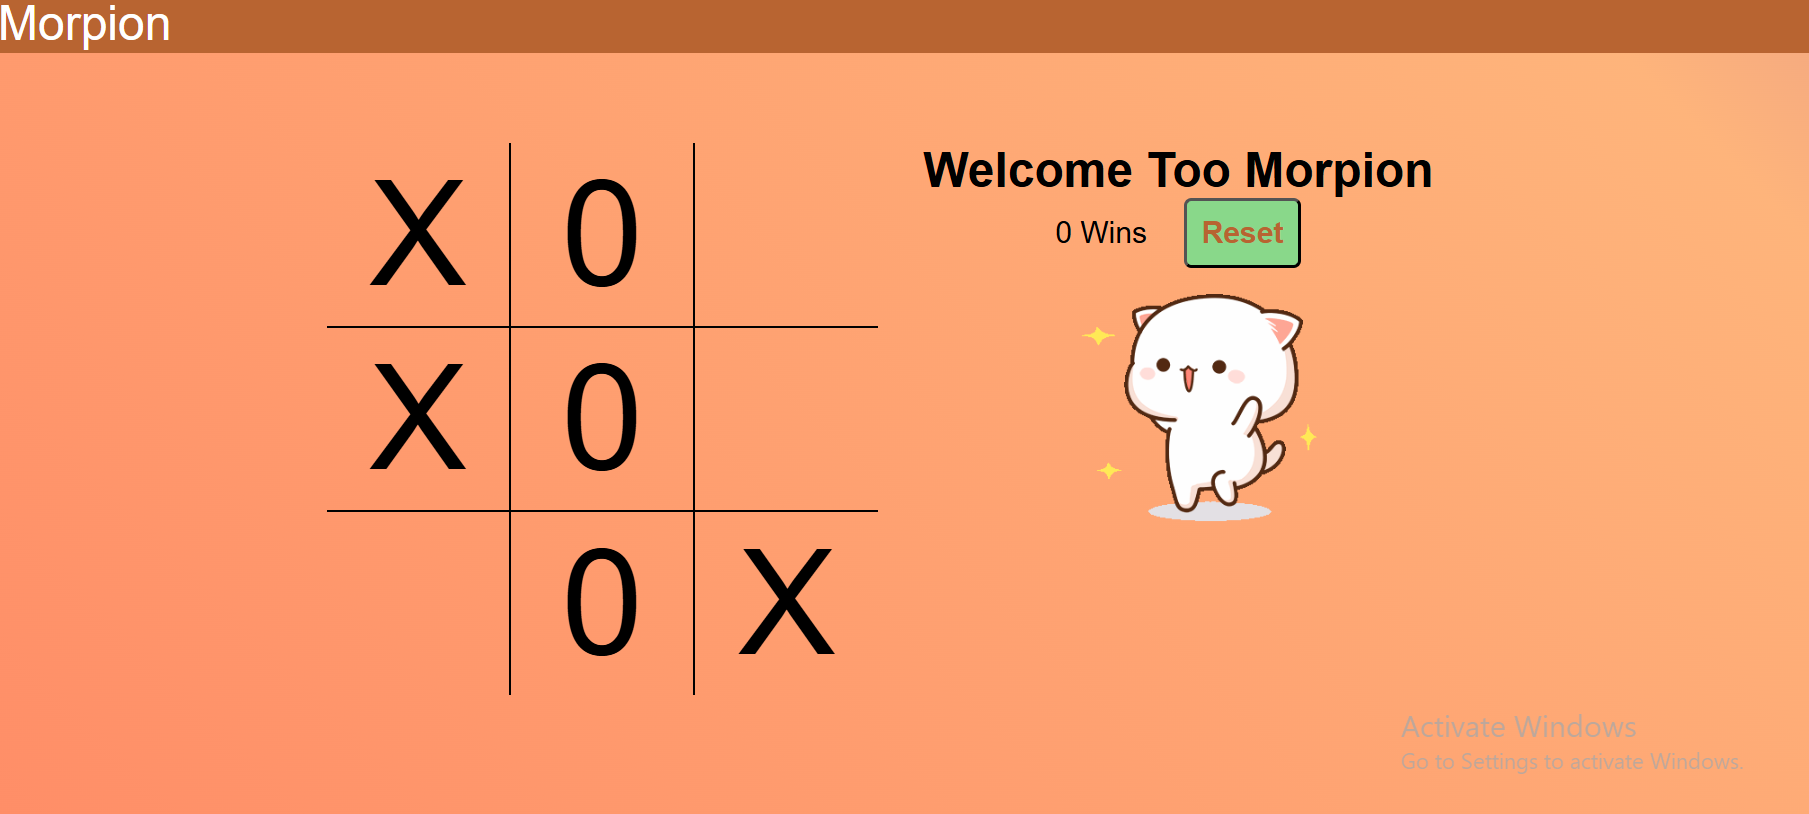 Morpion
X 0
X 0
0 X
Welcome Too Morpion
0 Wins Reset
Activate Windows
Go to Settings to activate Windows.